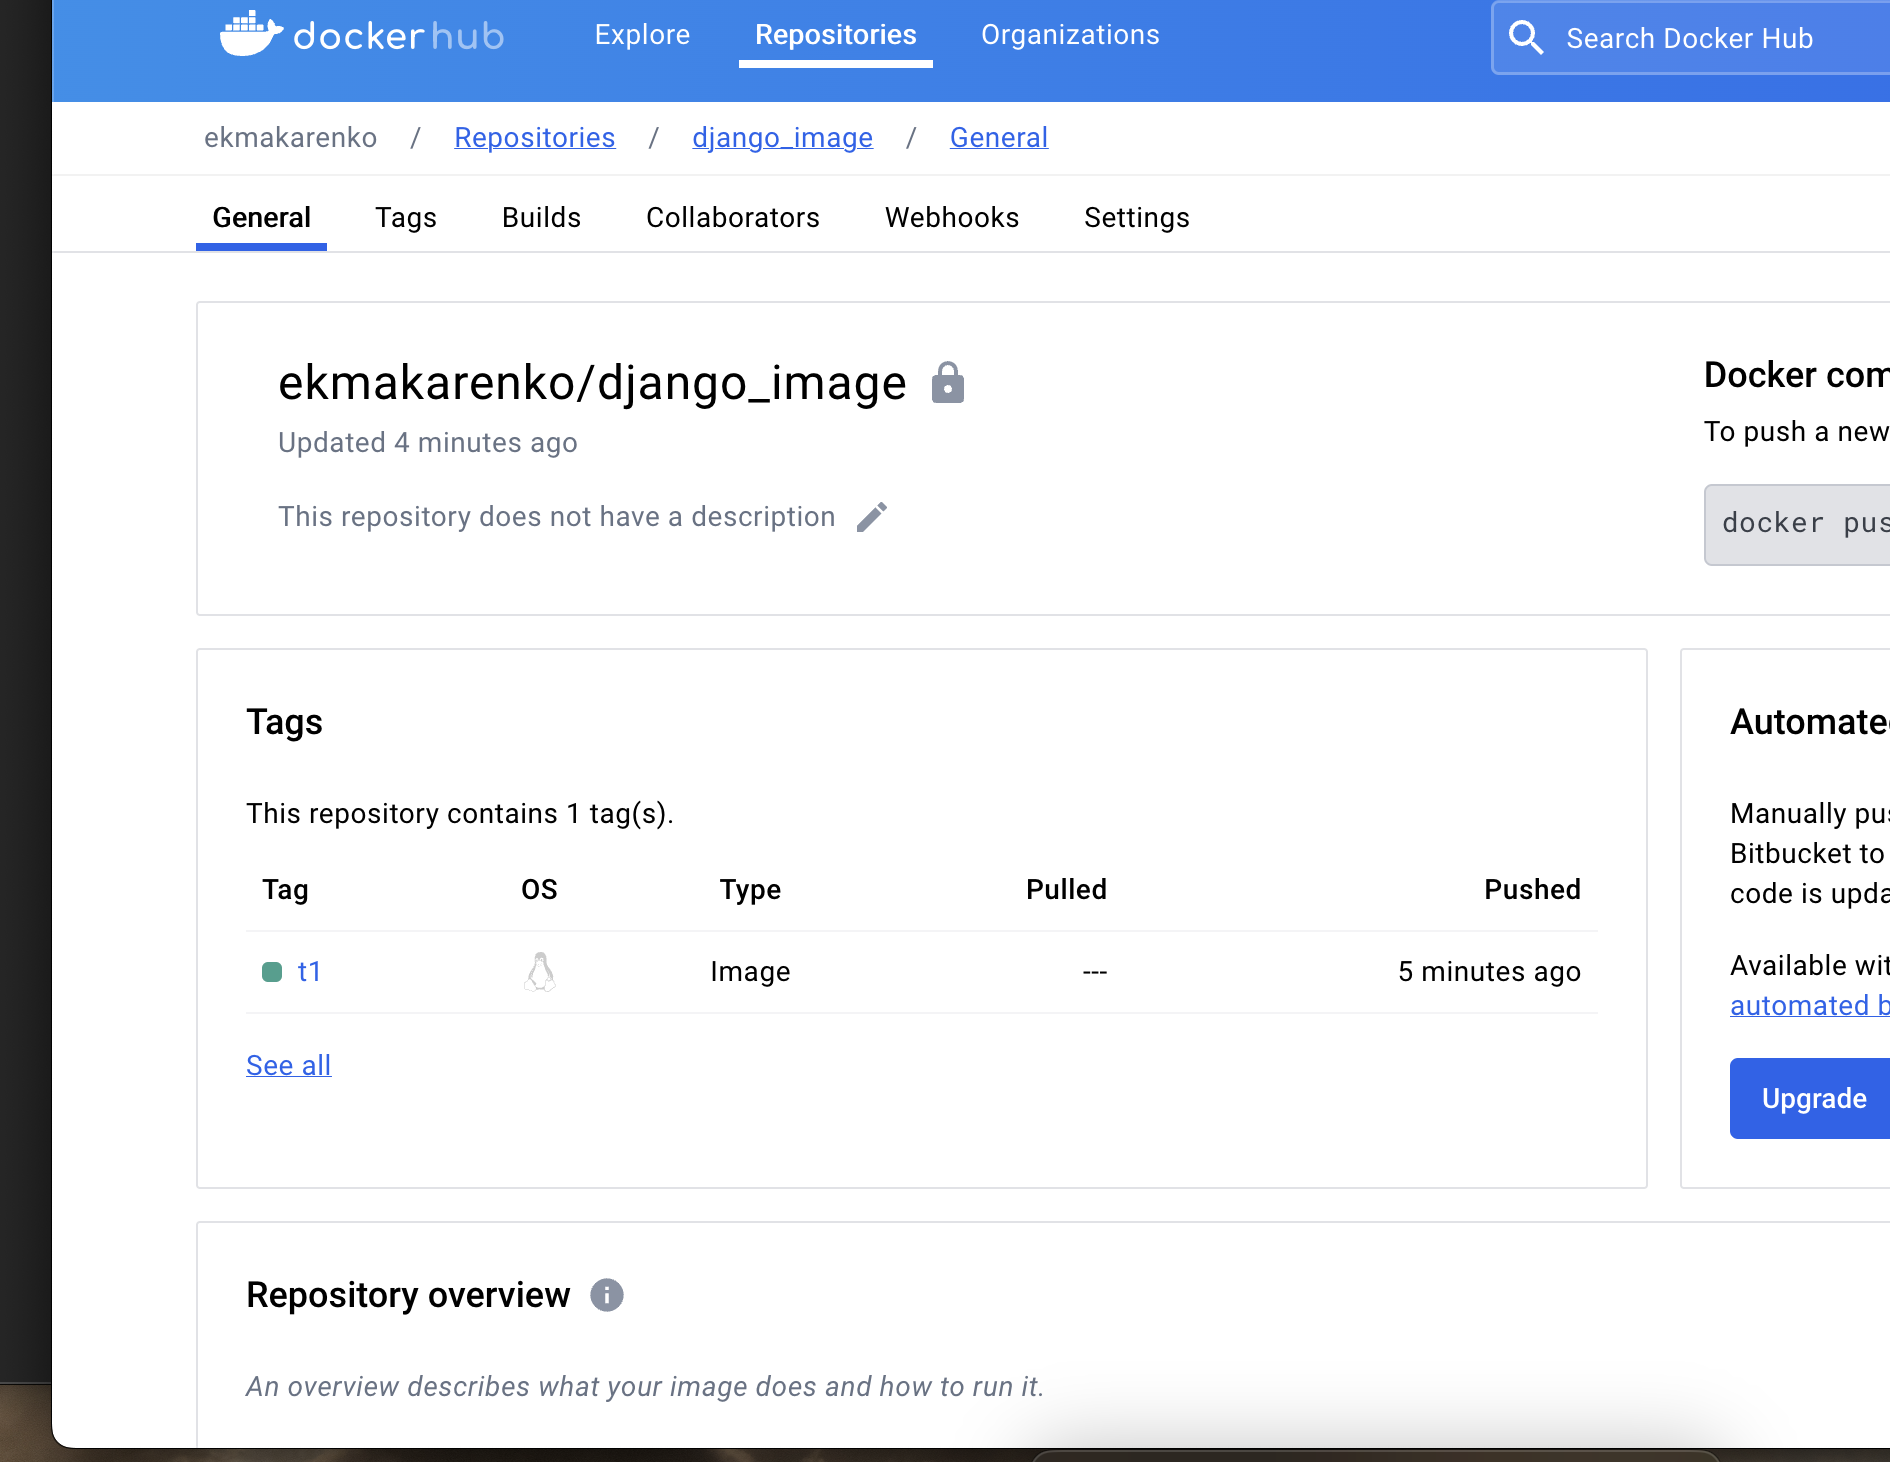 dockerhub Explore Repositories Organizations Search Docker Hub
ekmakarenko / Repositories / django_image / General
General Tags Builds Collaborators Webhooks Settings
ekmakarenko/django_image
Updated 4 minutes ago
This repository does not have a description
Docker com
To push a new
docker pus
Tags
This repository contains 1 tag(s).
Tag OS Type Pulled Pushed
t1 Image --- 5 minutes ago
See all
Automated
Manually pus
Bitbucket to
code is upda
Available wit
automated b
Upgrade
Repository overview
An overview describes what your image does and how to run it.